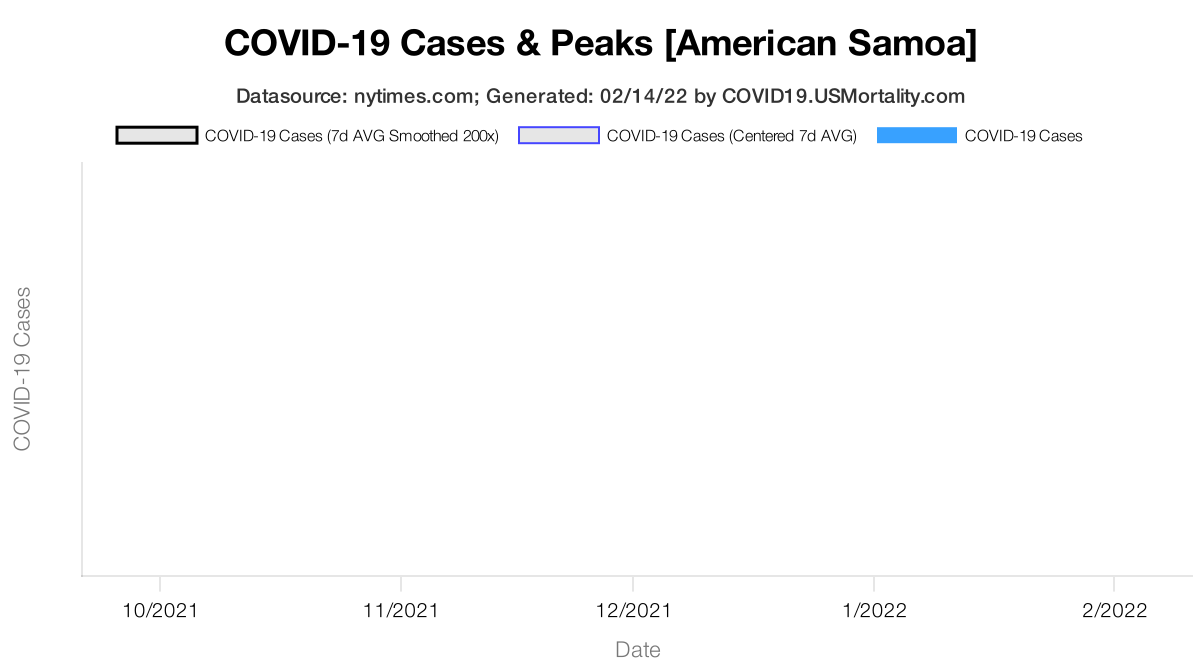 COVID-19 Cases & Peaks [American Samoa]
Datasource: nytimes.com; Generated: 02/14/22 by COVID19.USMortality.com
COVID-19 Cases (7d AVG Smoothed 200x) COVID-19 Cases (Centered 7d AVG) COVID-19 Cases
COVID-19 Cases
10/2021 11/2021 12/2021 1/2022 2/2022
Date